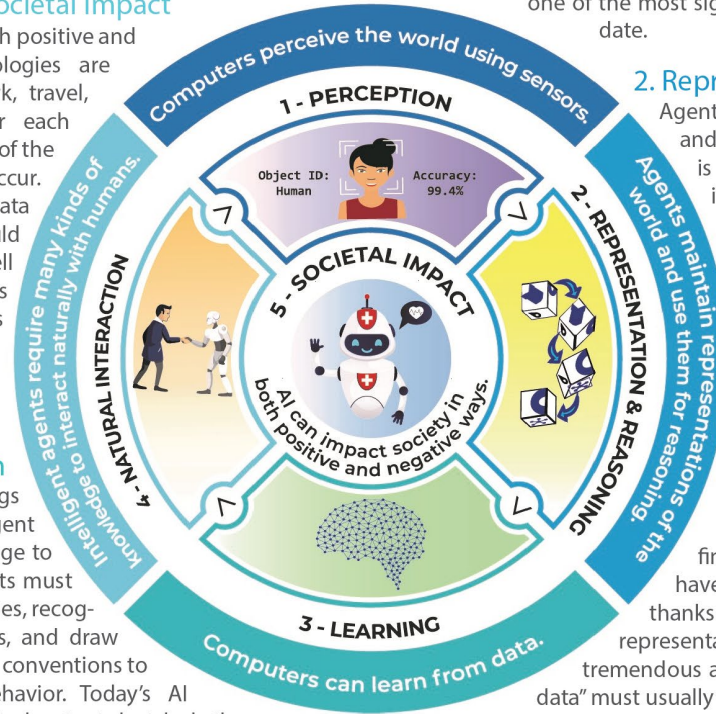 ocietal Impact
h positive and
ologies are
k, travel,
r each
of the
ccur.
ata
ld
ell
s
s
n
gs
gent
ge to
ts must
es, recog-
s, and draw
conventions to
ehavior. Today's AI
one of the most sig
date.
2. Repr
Agent
and
is
i
fin
have
thanks
representa
tremendous a
data" must usually
Computers perceive the world using sensors.
1 - PERCEPTION
Object ID:
Human
Accuracy:
99.4%
Agents maintain representations of the
world and use them for reasoning.
2 - REPRESENTATION & REASONING
3 - LEARNING
Computers can learn from data.
Intelligent agents require many kinds of
knowledge to interact naturally with humans.
4 - NATURAL INTERACTION
5 - SOCIETAL IMPACT
AI can impact society in
both positive and negative ways.